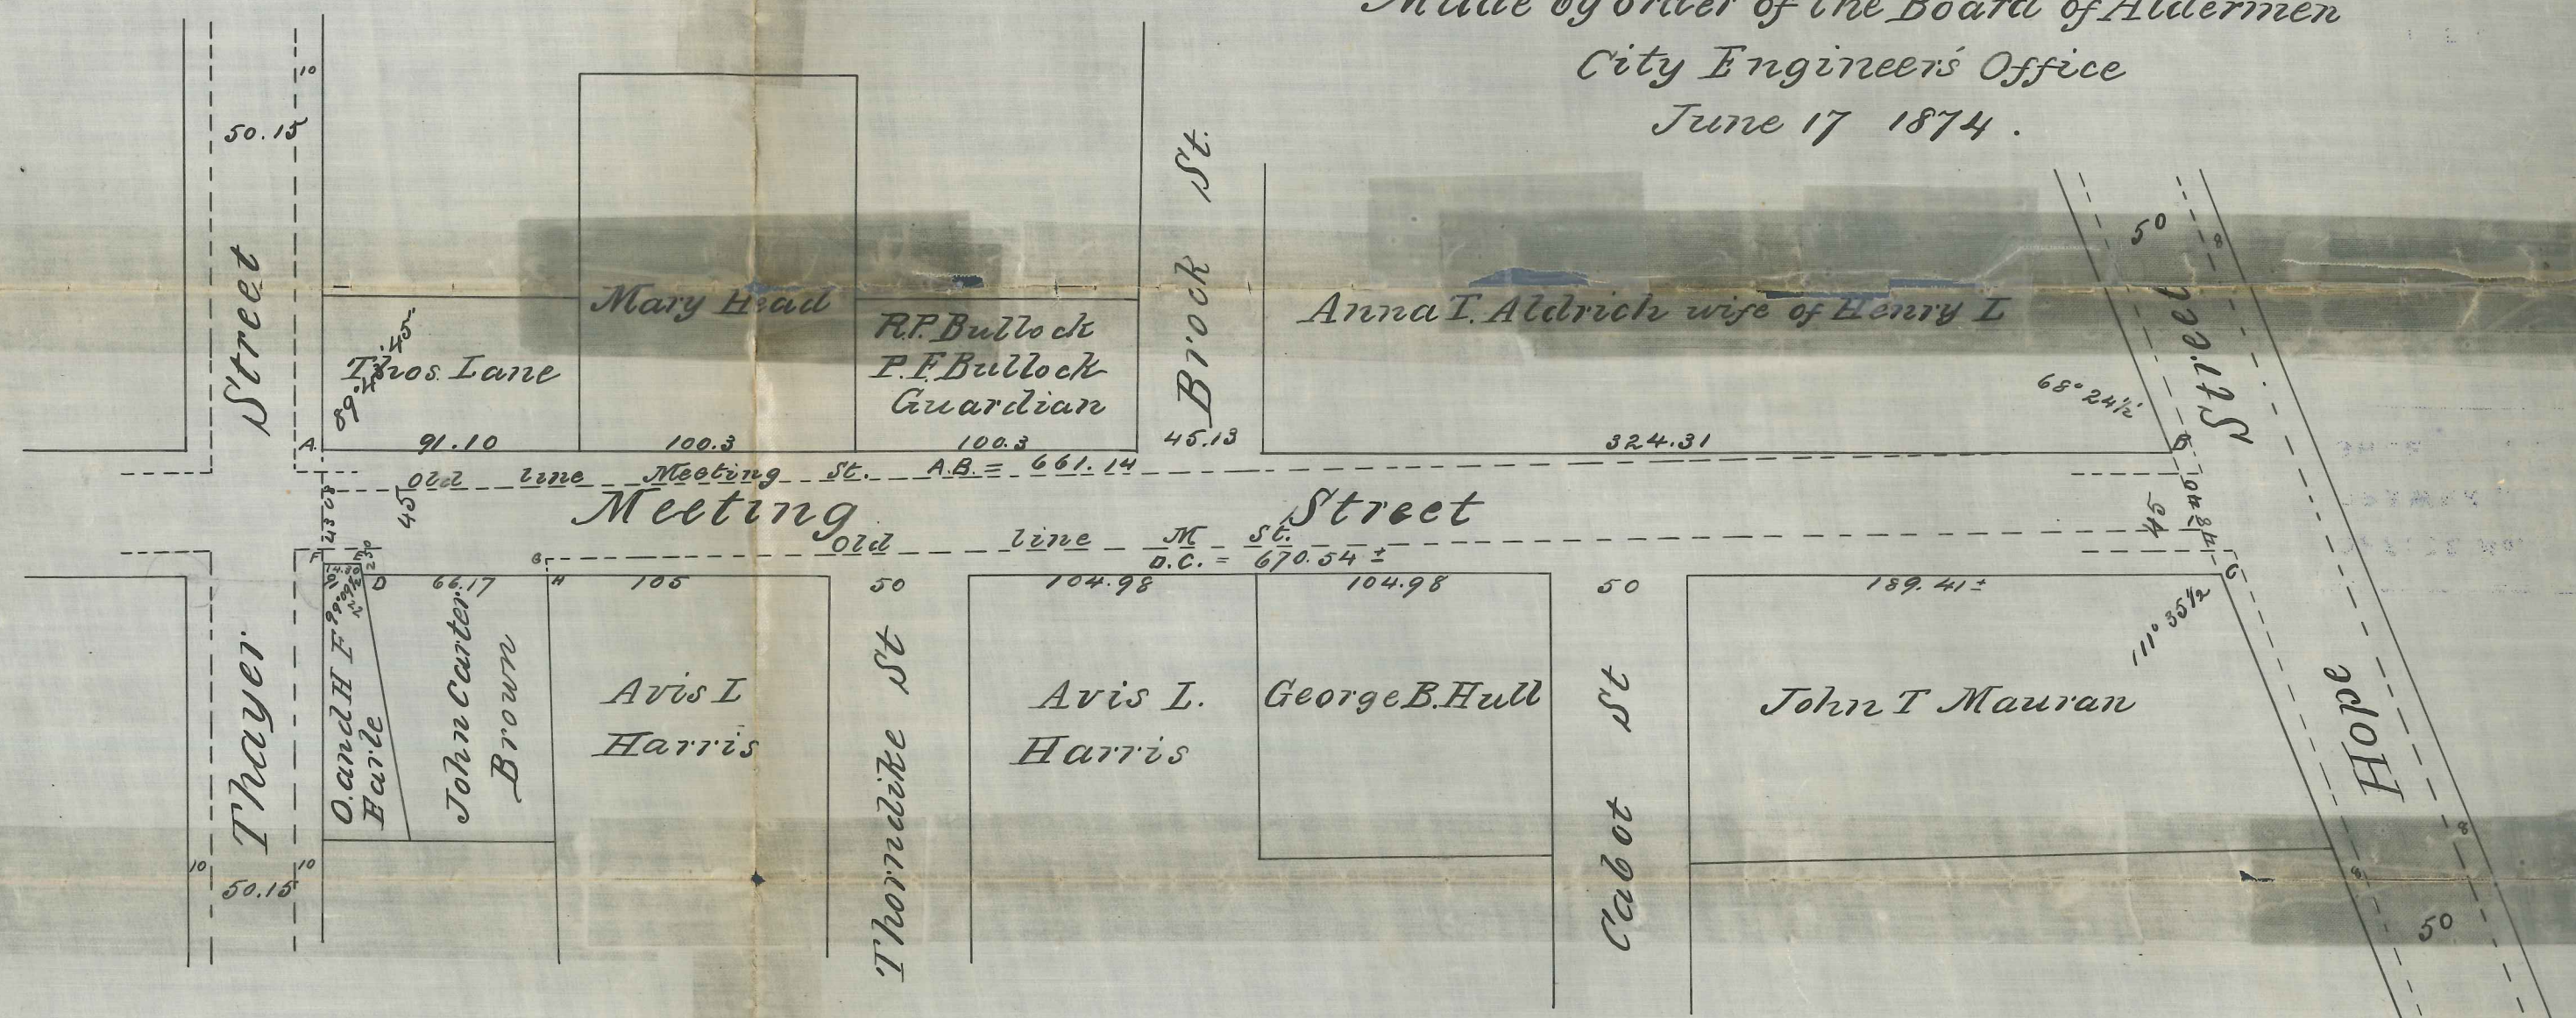 Made by order of the Board of Aldermen
City Engineer's Office
June 17 1874.
10
50.15
Street
Mary Head
Thos. Lane
R.P. Bullock
P.F. Bullock
Guardian
Brock St.
Anna T. Aldrich wife of Henry L
50
8
Street
68° 24½'
A.
91.10
100.3
100.3
45.13
324.31
B
Old line Meeting St. A.B. = 661.14
45
Meeting Street
45
48.40
Old line M St.
D.C. = 670.54 ±
F
E
G
D
66.17
H
105
50
104.98
104.98
50
189.41±
C
111° 35½
Thayer
O. and H F Earle
John Carter
Brown
Avis L
Harris
Thorndike St
Avis L.
Harris
George B. Hull
Cabot St
John T Mauran
Hope
10
10
50.15
8
8
50